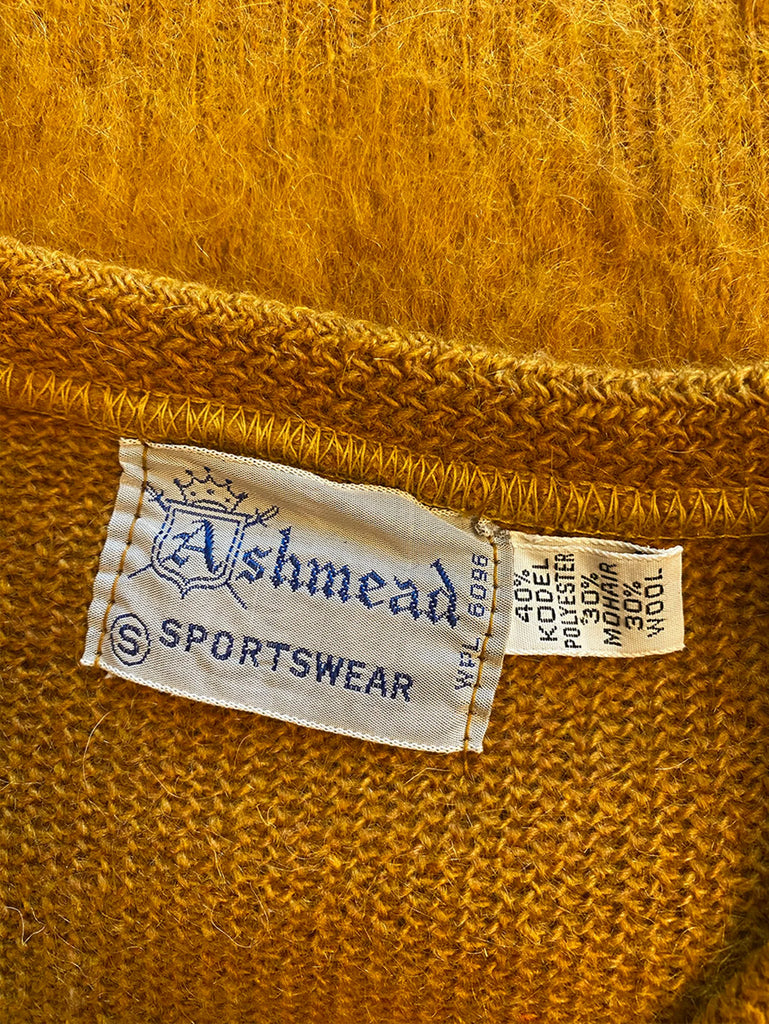 Ashmead
S SPORTSWEAR
WPL 6096
40%
KODEL
POLYESTER
30%
MOHAIR
30%
WOOL